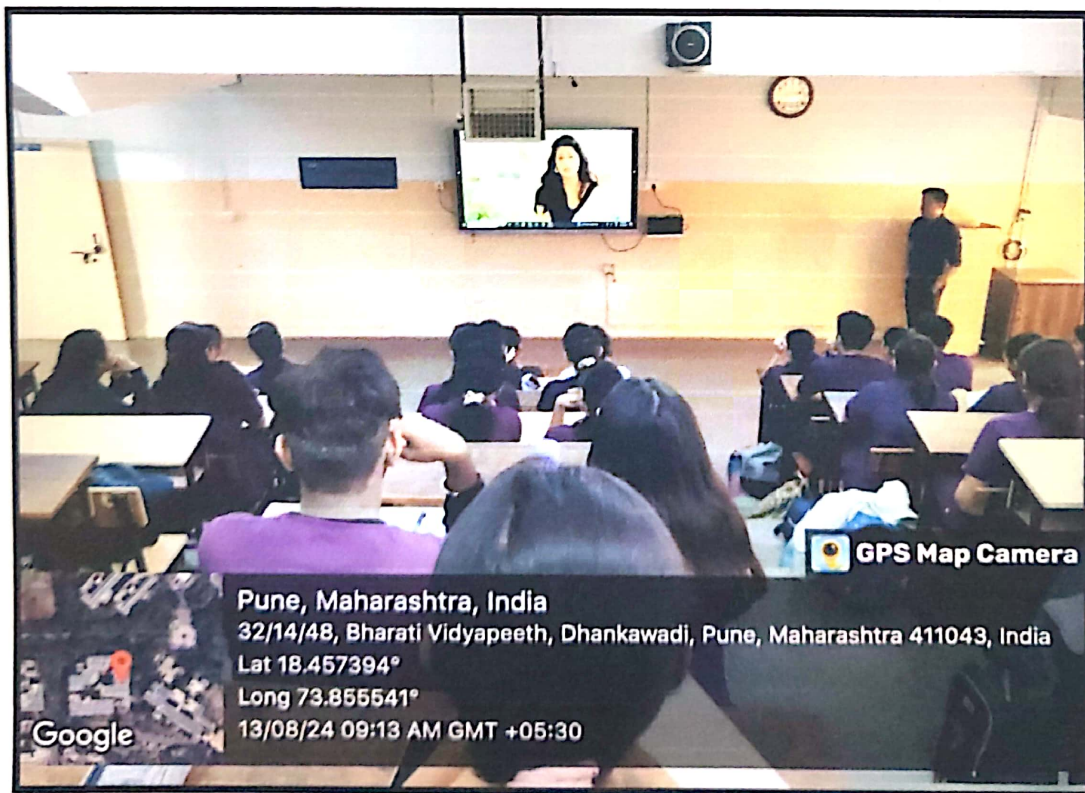 GPS Map Camera
Pune, Maharashtra, India
32/14/48, Bharati Vidyapeeth, Dhankawadi, Pune, Maharashtra 411043, India
Lat 18.457394°
Long 73.855541°
13/08/24 09:13 AM GMT +05:30
Google